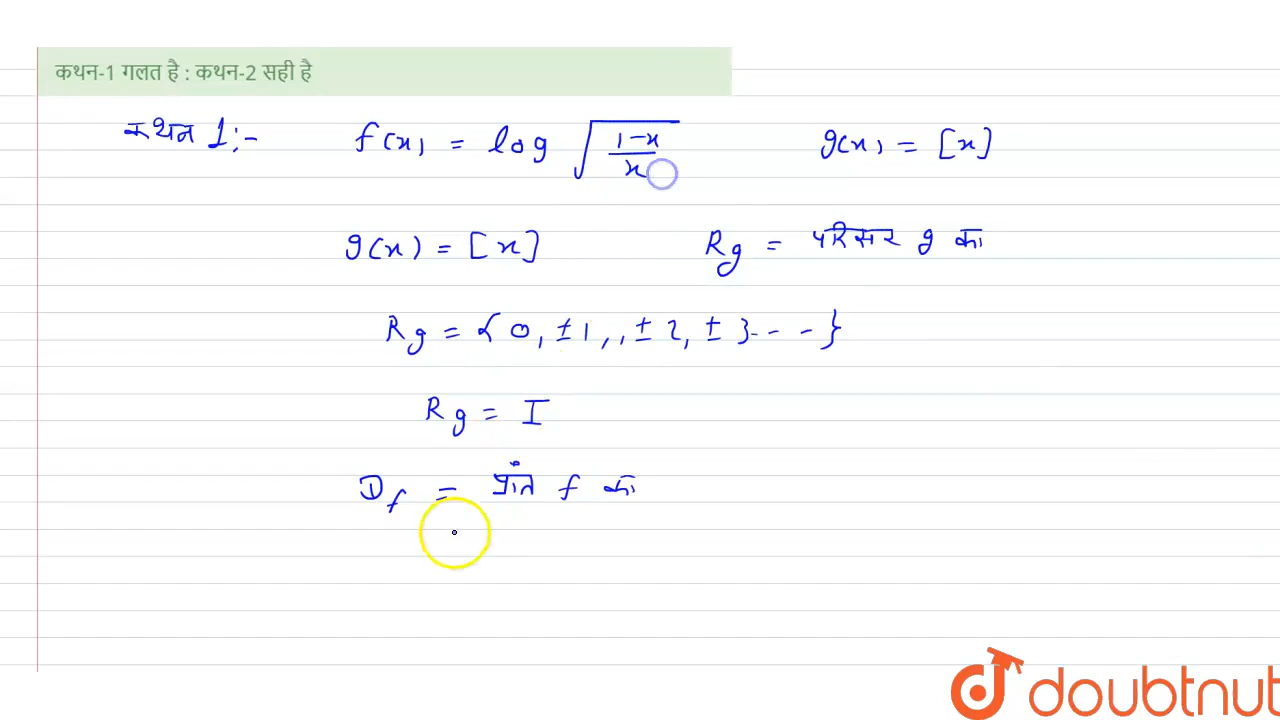 कथन-1 गलत है : कथन-2 सही है
कथन 1:- f(x) = log √((1-x)/x) g(x) = [x]
g(x) = [x] Rg = परिसर g का
Rg = { 0, ±1,, ±2, ±3 - - - }
Rg = I
Df = प्रांत f का
doubtnut